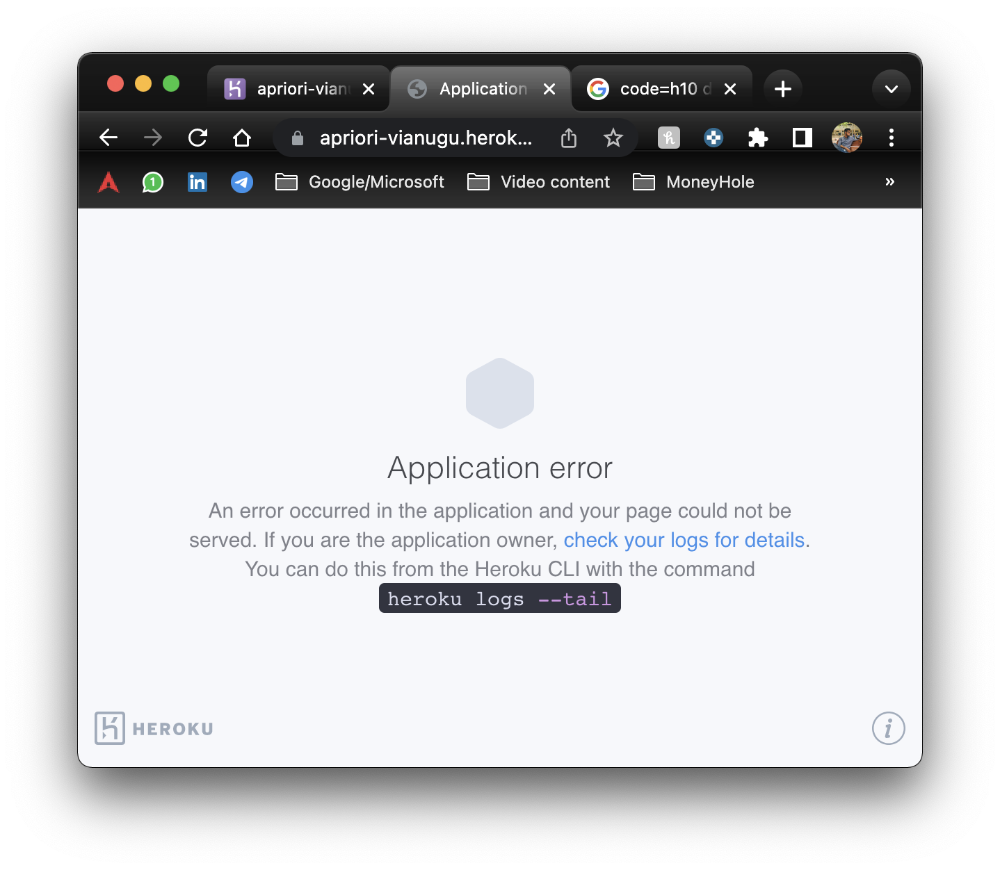 apriori-vian
Application
code=h10 d
apriori-vianugu.herok...
1
in
Google/Microsoft
Video content
MoneyHole
»
Application error
An error occurred in the application and your page could not be
served. If you are the application owner, check your logs for details.
You can do this from the Heroku CLI with the command
heroku logs --tail
HEROKU
i